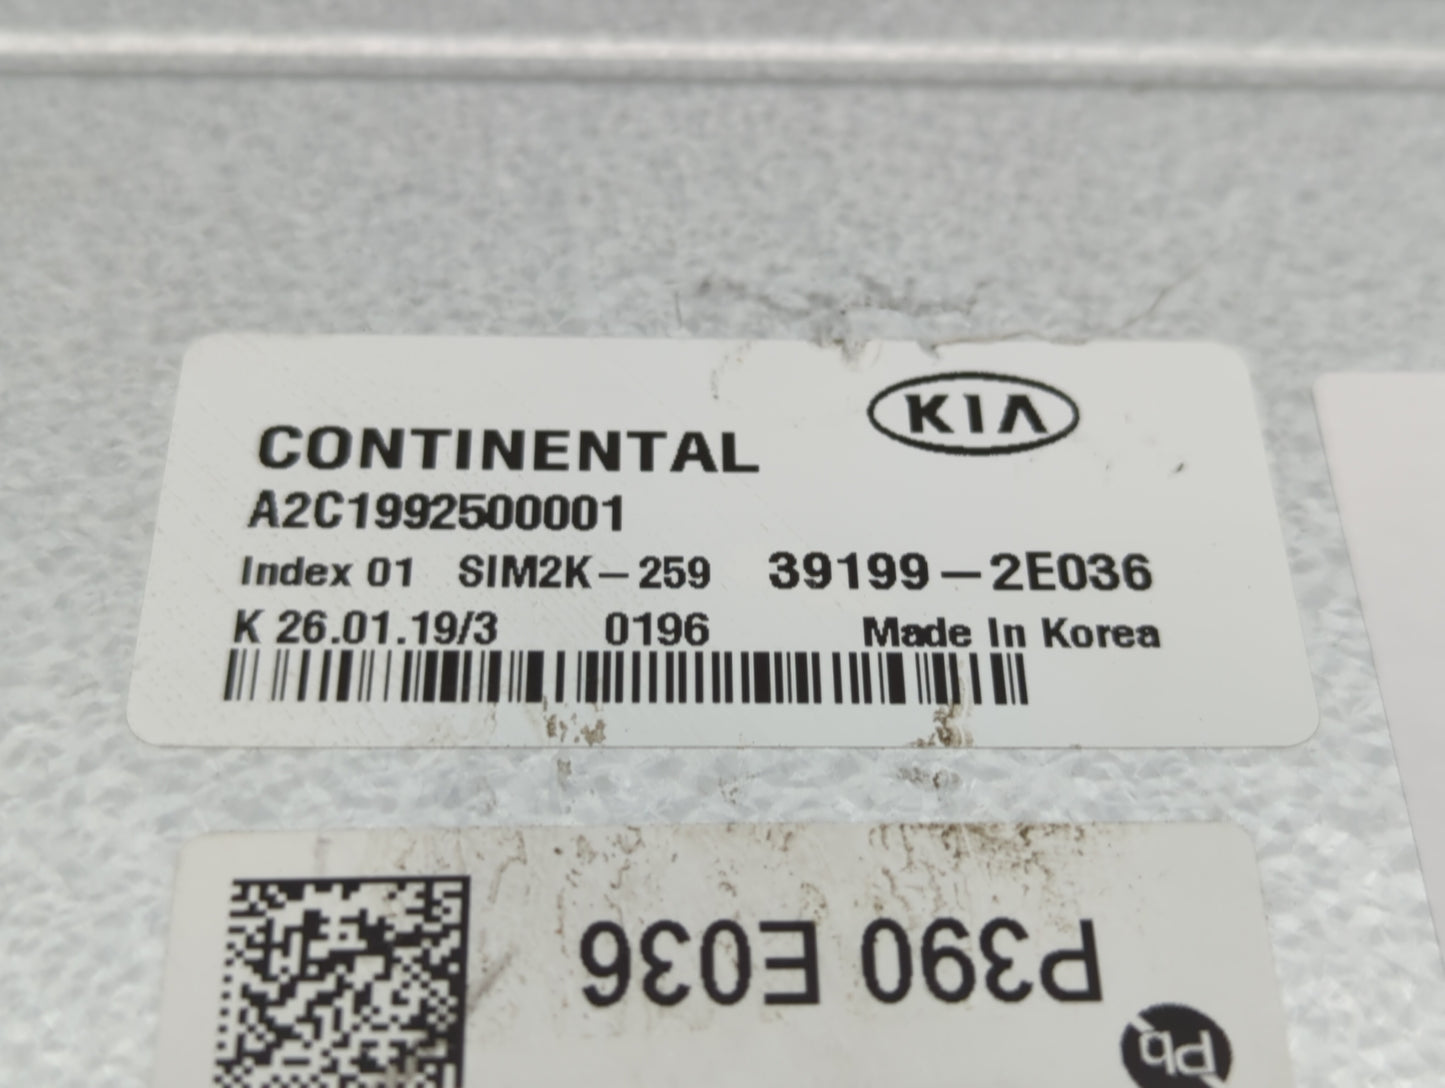 KIA
CONTINENTAL
A2C1992500001
Index 01 SIM2K-259 39199-2E036
K 26.01.19/3 0196 Made In Korea
P390 E036
Pb